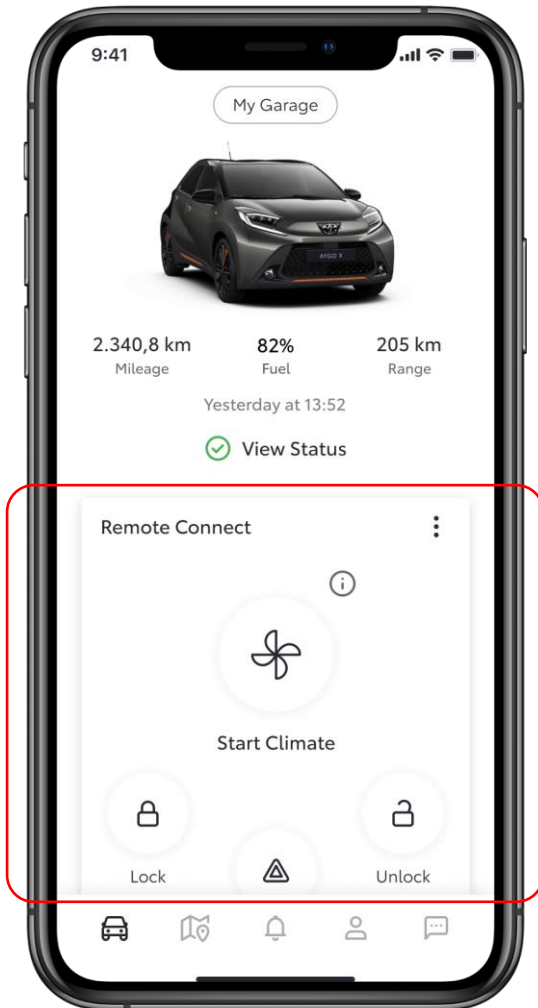 9:41
My Garage
AYGO X
2.340,8 km 82% 205 km
Mileage Fuel Range
Yesterday at 13:52
View Status
Remote Connect
Start Climate
Lock Unlock